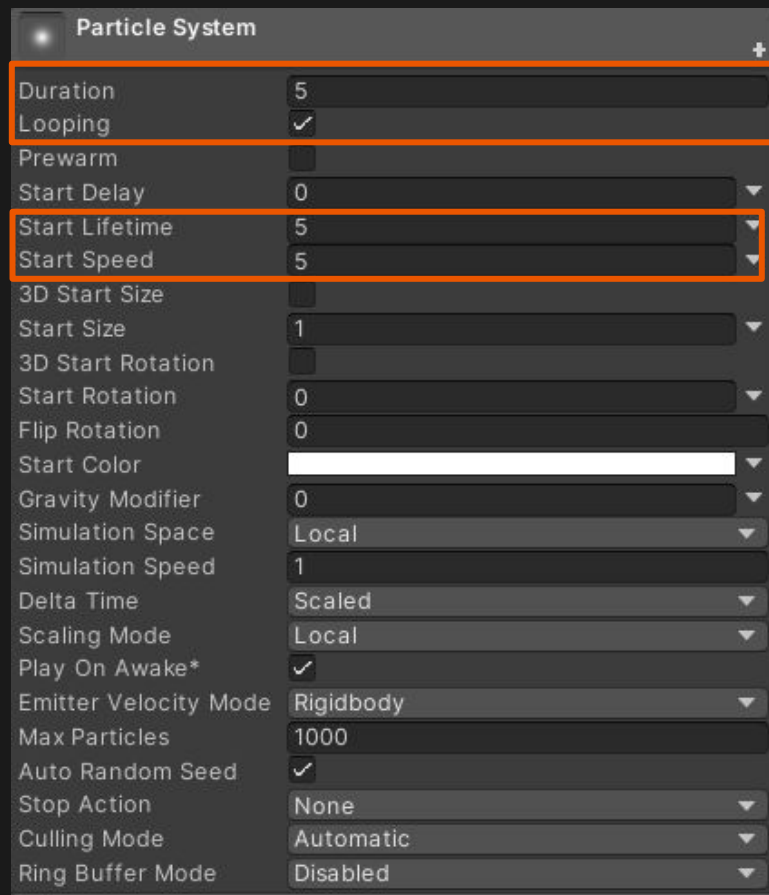 Particle System
Duration 5
Looping
Prewarm
Start Delay 0
Start Lifetime 5
Start Speed 5
3D Start Size
Start Size 1
3D Start Rotation
Start Rotation 0
Flip Rotation 0
Start Color
Gravity Modifier 0
Simulation Space Local
Simulation Speed 1
Delta Time Scaled
Scaling Mode Local
Play On Awake*
Emitter Velocity Mode Rigidbody
Max Particles 1000
Auto Random Seed
Stop Action None
Culling Mode Automatic
Ring Buffer Mode Disabled